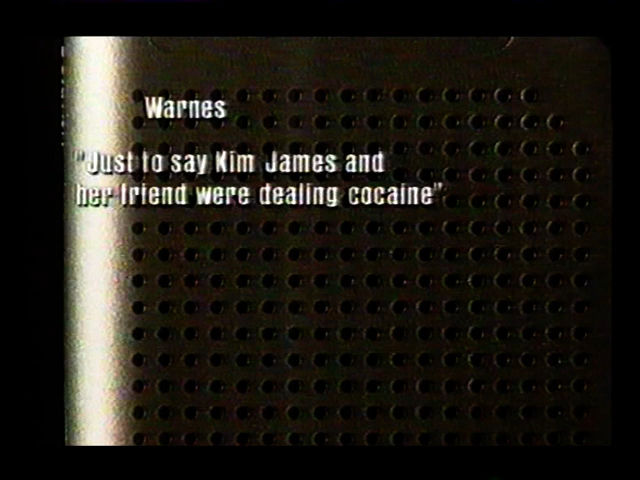 Warnes
"Just to say Kim James and
her friend were dealing cocaine"